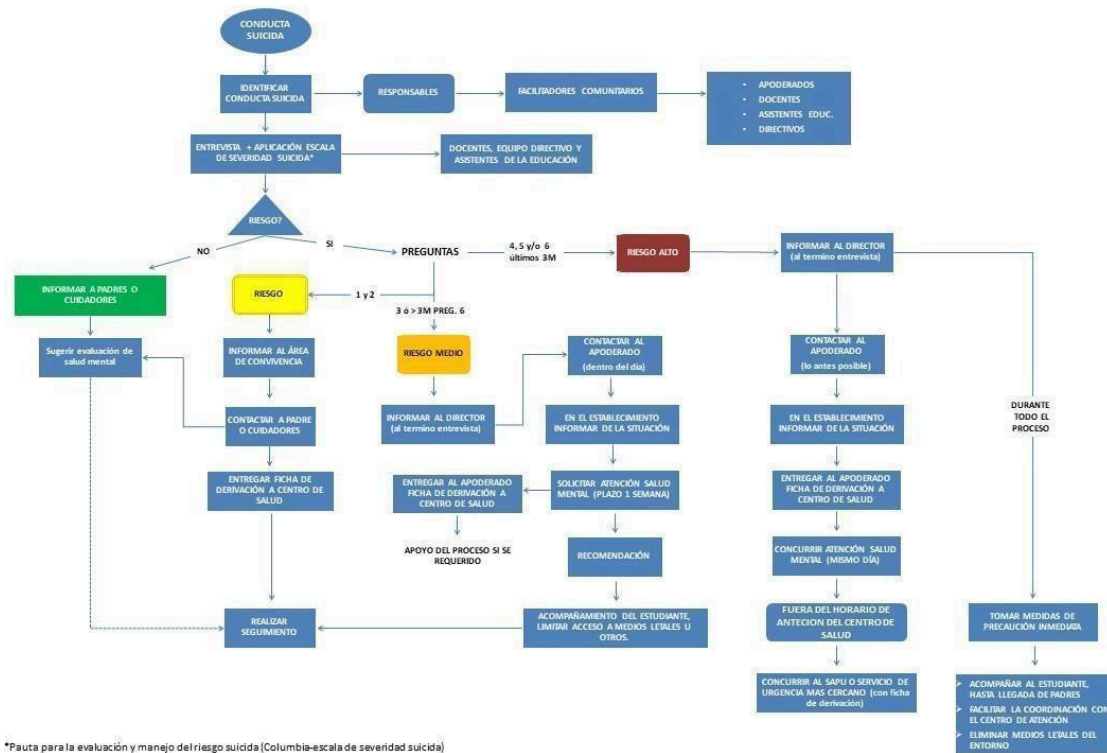 CONDUCTA
SUICIDA
IDENTIFICAR
CONDUCTA SUICIDA
RESPONSABLES
FACILITADORES COMUNITARIOS
• APODERADOS
• DOCENTES
• ASISTENTES EDUC.
• DIRECTIVOS
ENTREVISTA + APLICACIÓN ESCALA
DE SEVERIDAD SUICIDA*
DOCENTES, EQUIPO DIRECTIVO Y
ASISTENTES DE LA EDUCACIÓN
RIESGO?
NO
SI
PREGUNTAS
4, 5 y/o 6
últimos 3M
RIESGO ALTO
INFORMAR AL DIRECTOR
(al termino entrevista)
INFORMAR A PADRES O
CUIDADORES
RIESGO
1 y 2
3 ó > 3M PREG. 6
Sugerir evaluación de
salud mental
INFORMAR AL ÁREA
DE CONVIVENCIA
RIESGO MEDIO
CONTACTAR AL
APODERADO
(dentro del día)
CONTACTAR AL
APODERADO
(lo antes posible)
CONTACTAR A PADRE
O CUIDADORES
INFORMAR AL DIRECTOR
(al termino entrevista)
EN EL ESTABLECIMIENTO
INFORMAR DE LA SITUACIÓN
EN EL ESTABLECIMIENTO
INFORMAR DE LA SITUACIÓN
DURANTE
TODO EL
PROCESO
ENTREGAR FICHA DE
DERIVACIÓN A CENTRO DE
SALUD
ENTREGAR AL APODERADO
FICHA DE DERIVACIÓN A
CENTRO DE SALUD
SOLICITAR ATENCIÓN SALUD
MENTAL (PLAZO 1 SEMANA)
ENTREGAR AL APODERADO
FICHA DE DERIVACIÓN A
CENTRO DE SALUD
APOYO DEL PROCESO SI SE
REQUERIDO
RECOMENDACIÓN
CONCURRIR ATENCIÓN SALUD
MENTAL (MISMO DÍA)
REALIZAR
SEGUIMIENTO
ACOMPAÑAMIENTO DEL ESTUDIANTE,
LIMITAR ACCESO A MEDIOS LETALES U
OTROS.
FUERA DEL HORARIO DE
ANTECION DEL CENTRO DE
SALUD
TOMAR MEDIDAS DE
PRECAUCIÓN INMEDIATA
CONCURRIR AL SAPU O SERVICIO DE
URGENCIA MAS CERCANO (con ficha
de derivación)
➢ ACOMPAÑAR AL ESTUDIANTE,
HASTA LLEGADA DE PADRES
➢ FACILITAR LA COORDINACIÓN CON
EL CENTRO DE ATENCIÓN
➢ ELIMINAR MEDIOS LETALES DEL
ENTORNO
*Pauta para la evaluación y manejo del riesgo suicida (Columbia-escala de severidad suicida)